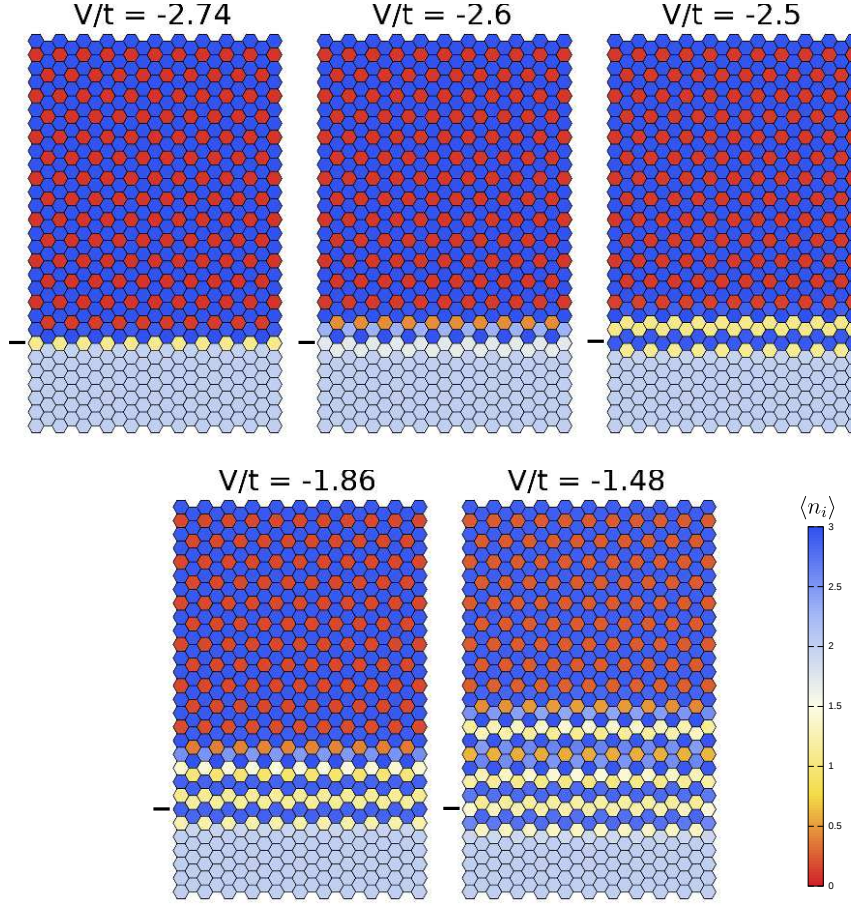 V/t = -2.74
V/t = -2.6
V/t = -2.5
V/t = -1.86
V/t = -1.48
⟨n_i⟩
3
2.5
2
1.5
1
0.5
0